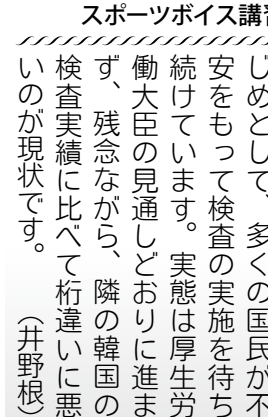 スポーツボイス講習
じめとして、多くの国民が不
安をもって検査の実施を待ち
続けています。実態は厚生労
働大臣の見通しどおりに進ま
ず、残念ながら、隣の韓国の
検査実績に比べて桁違いに悪
いのが現状です。　（井野根）